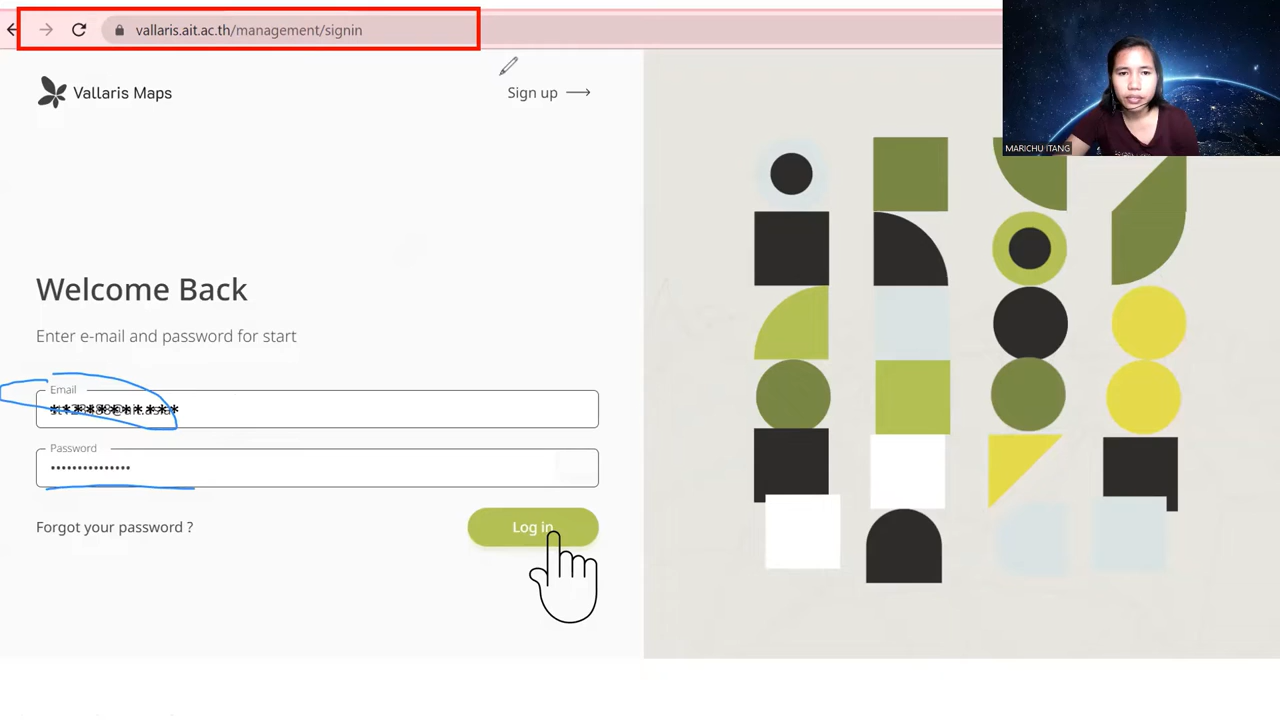 vallaris.ait.ac.th/management/signin
Vallaris Maps
Sign up
MARICHU ITANG
Welcome Back
Enter e-mail and password for start
Email
Password
•••••••••••••••
Forgot your password ?
Log in